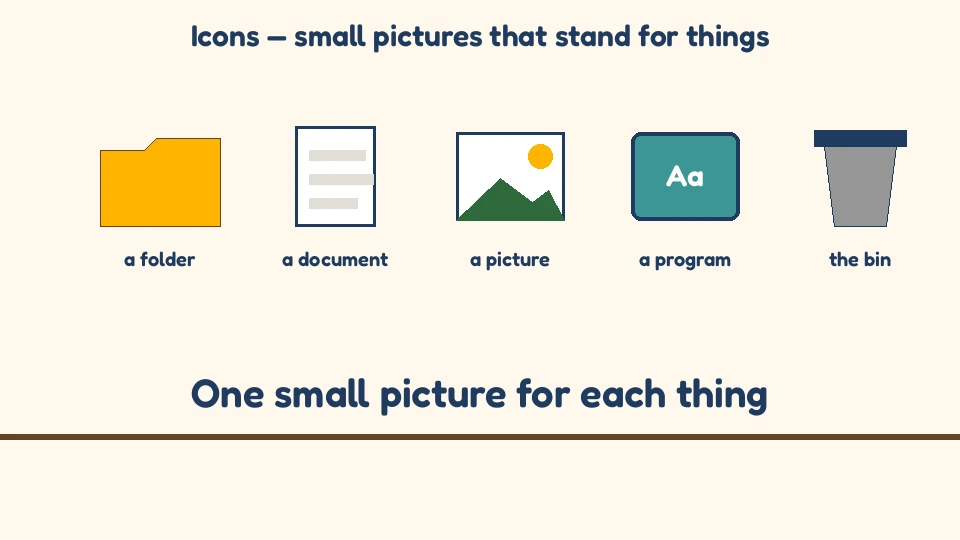 Icons — small pictures that stand for things
Aa
a folder
a document
a picture
a program
the bin
One small picture for each thing